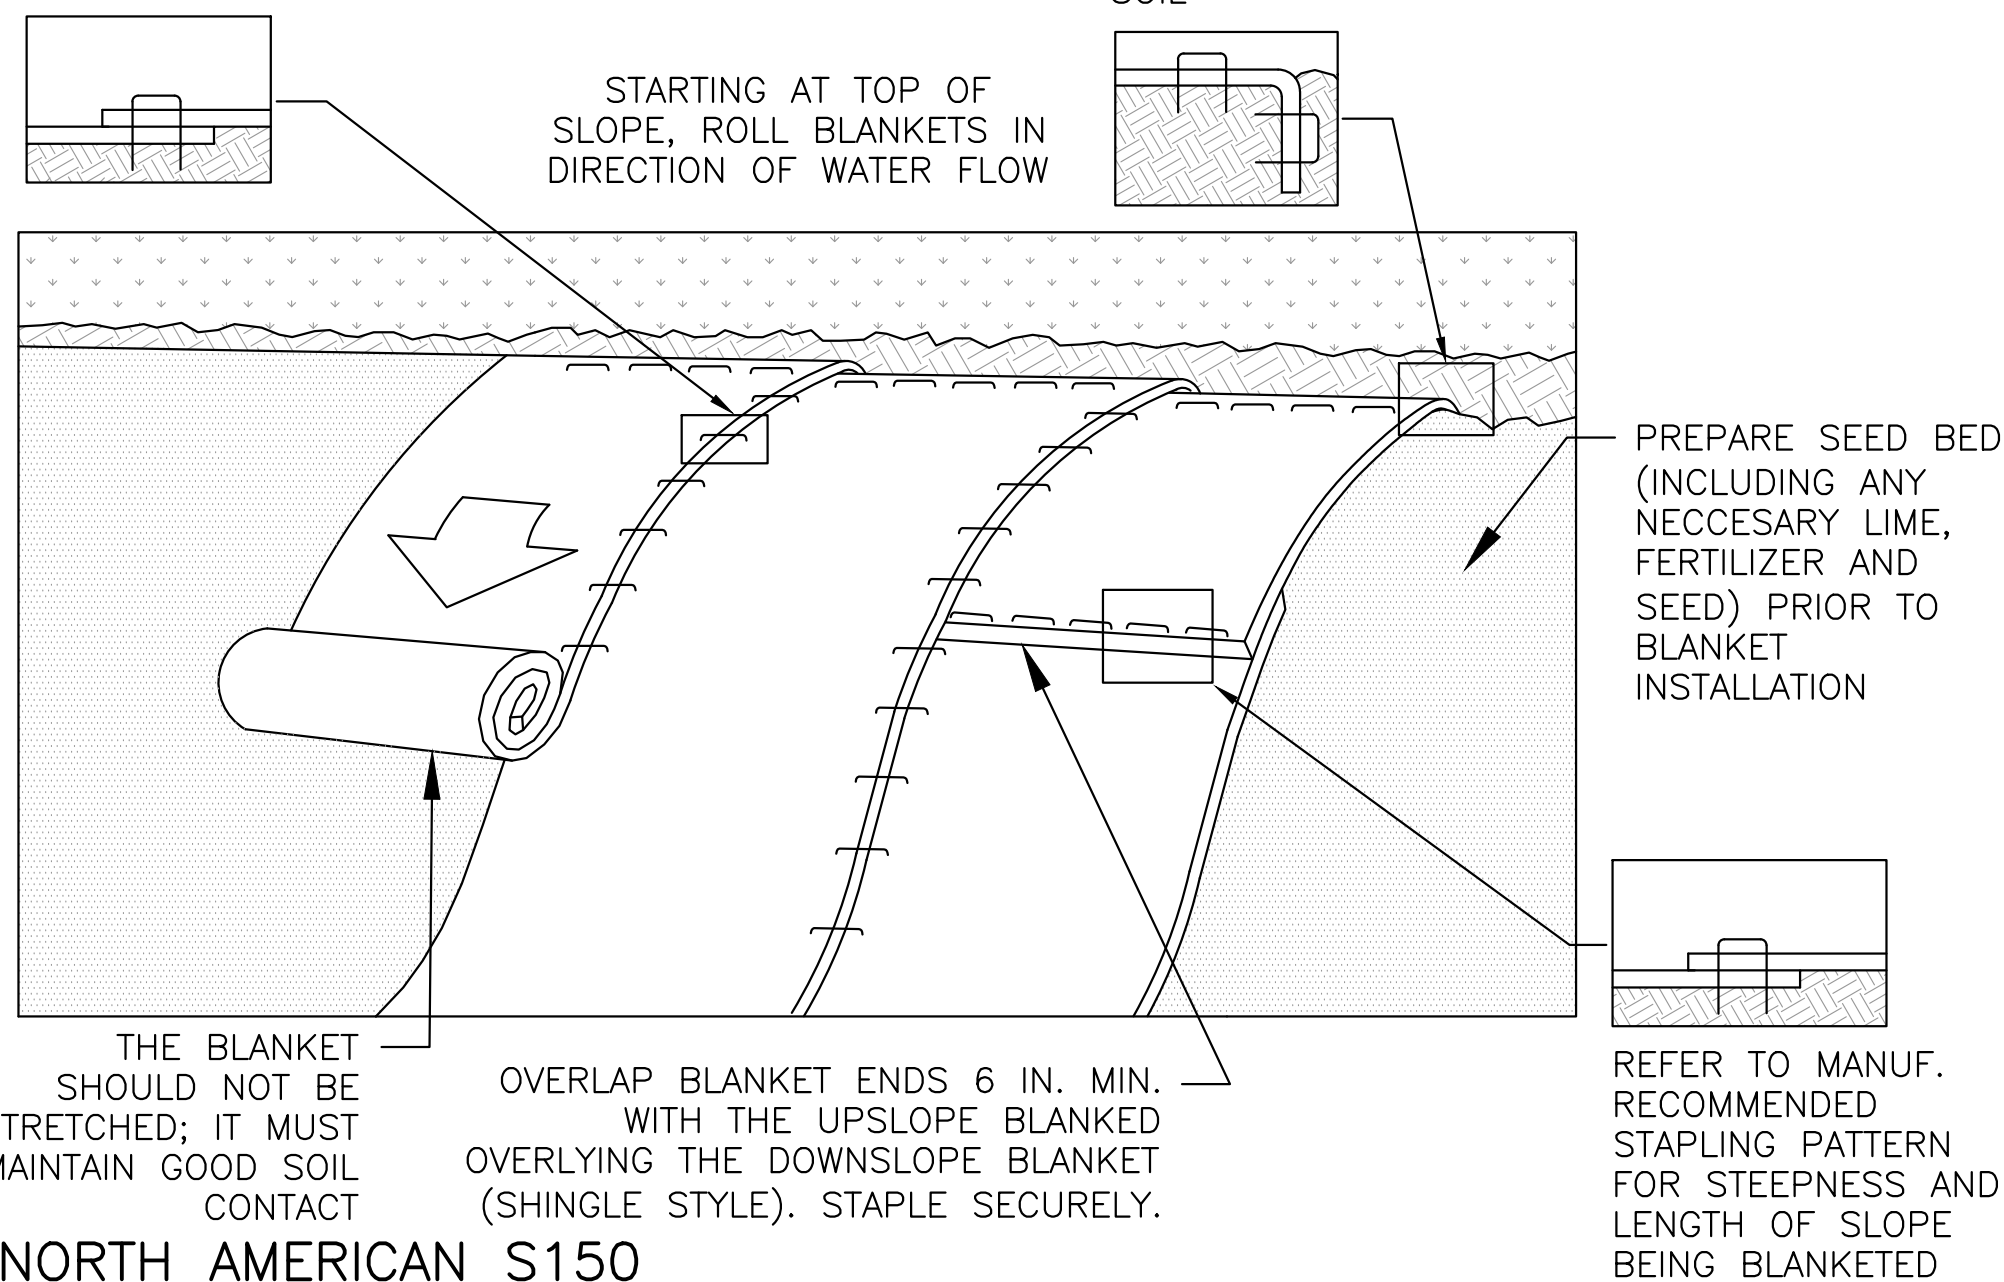 SOIL
STARTING AT TOP OF
SLOPE, ROLL BLANKETS IN
DIRECTION OF WATER FLOW
PREPARE SEED BED
(INCLUDING ANY
NECCESARY LIME,
FERTILIZER AND
SEED) PRIOR TO
BLANKET
INSTALLATION
THE BLANKET
SHOULD NOT BE
TRETCHED; IT MUST
MAINTAIN GOOD SOIL
CONTACT
OVERLAP BLANKET ENDS 6 IN. MIN.
WITH THE UPSLOPE BLANKED
OVERLYING THE DOWNSLOPE BLANKET
(SHINGLE STYLE). STAPLE SECURELY.
REFER TO MANUF.
RECOMMENDED
STAPLING PATTERN
FOR STEEPNESS AND
LENGTH OF SLOPE
BEING BLANKETED
NORTH AMERICAN S150